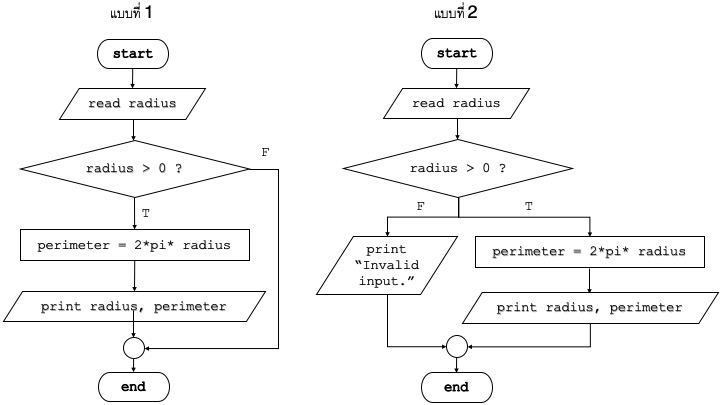 แบบที่ 1
start
read radius
radius > 0 ?
F
T
perimeter = 2*pi* radius
print radius, perimeter
end
แบบที่ 2
start
read radius
radius > 0 ?
F
T
print
“Invalid
input.”
perimeter = 2*pi* radius
print radius, perimeter
end